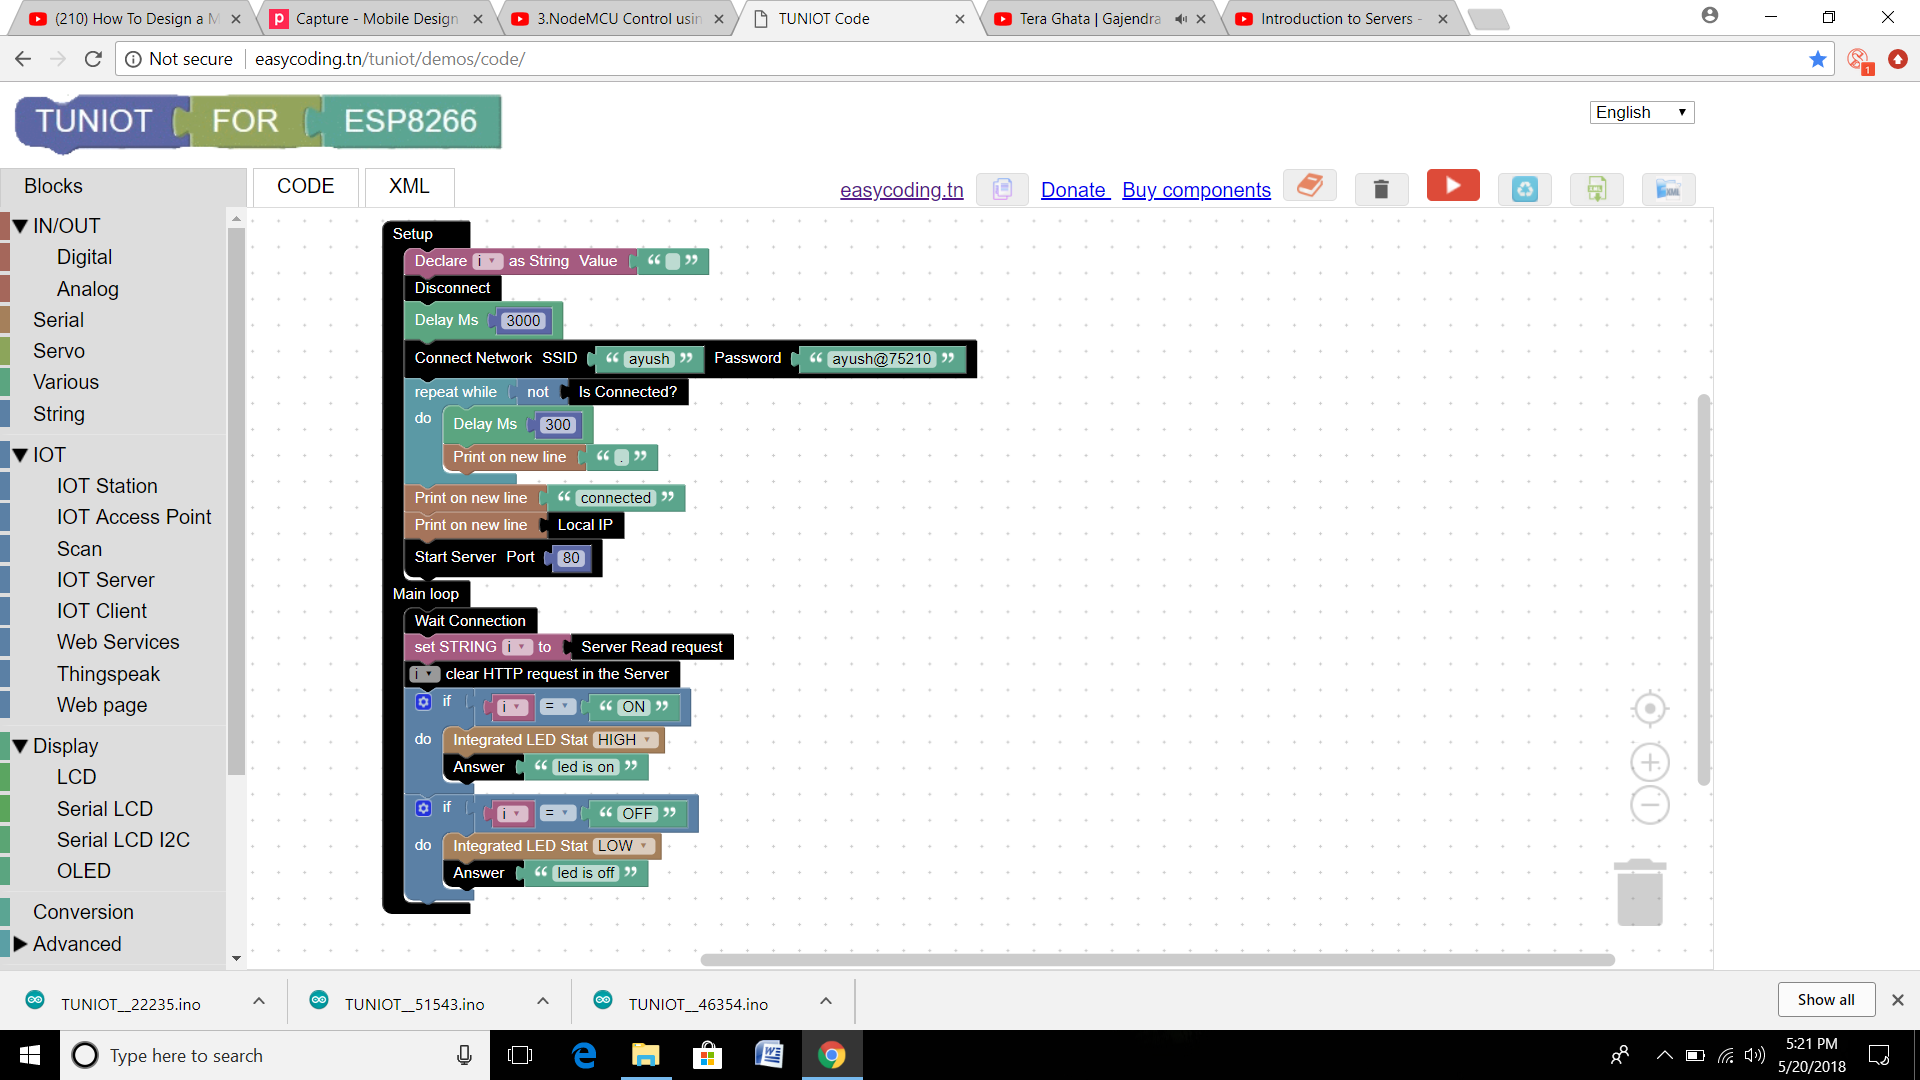 (210) How To Design a M
Capture - Mobile Design
3.NodeMCU Control usin
TUNIOT Code
Tera Ghata | Gajendra
Introduction to Servers -
Not secure
easycoding.tn/tuniot/demos/code/
1
TUNIOT FOR ESP8266
English
Blocks
CODE
XML
easycoding.tn
Donate
Buy components
IN/OUT
Digital
Analog
Serial
Servo
Various
String
IOT
IOT Station
IOT Access Point
Scan
IOT Server
IOT Client
Web Services
Thingspeak
Web page
Display
LCD
Serial LCD
Serial LCD I2C
OLED
Conversion
Advanced
Setup
Declare i as String Value “ ”
Disconnect
Delay Ms 3000
Connect Network SSID “ ayush ” Password “ ayush@75210 ”
repeat while not Is Connected?
do Delay Ms 300
Print on new line “ . ”
Print on new line “ connected ”
Print on new line Local IP
Start Server Port 80
Main loop
Wait Connection
set STRING i to Server Read request
i clear HTTP request in the Server
if i = “ ON ”
do Integrated LED Stat HIGH
Answer “ led is on ”
if i = “ OFF ”
do Integrated LED Stat LOW
Answer “ led is off ”
TUNIOT__22235.ino
TUNIOT__51543.ino
TUNIOT__46354.ino
Show all
Type here to search
5:21 PM
5/20/2018